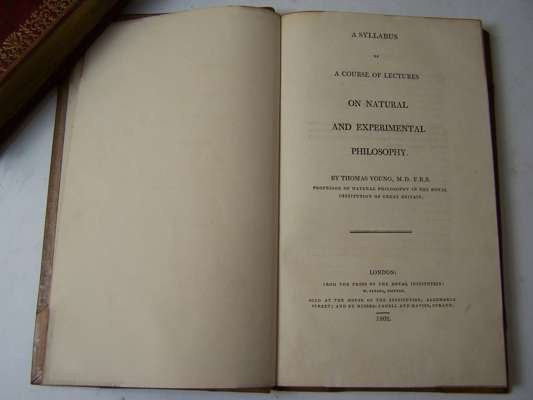 A SYLLABUS
OF
A COURSE OF LECTURES
ON NATURAL
AND EXPERIMENTAL
PHILOSOPHY.
BY THOMAS YOUNG, M.D. F.R.S.
PROFESSOR OF NATURAL PHILOSOPHY IN THE ROYAL
INSTITUTION OF GREAT BRITAIN.
LONDON:
FROM THE PRESS OF THE ROYAL INSTITUTION:
W. SAVAGE, PRINTER.
SOLD AT THE HOUSE OF THE INSTITUTION, ALBEMARLE
STREET; AND BY MESSRS. CADELL AND DAVIES, STRAND.
1802.